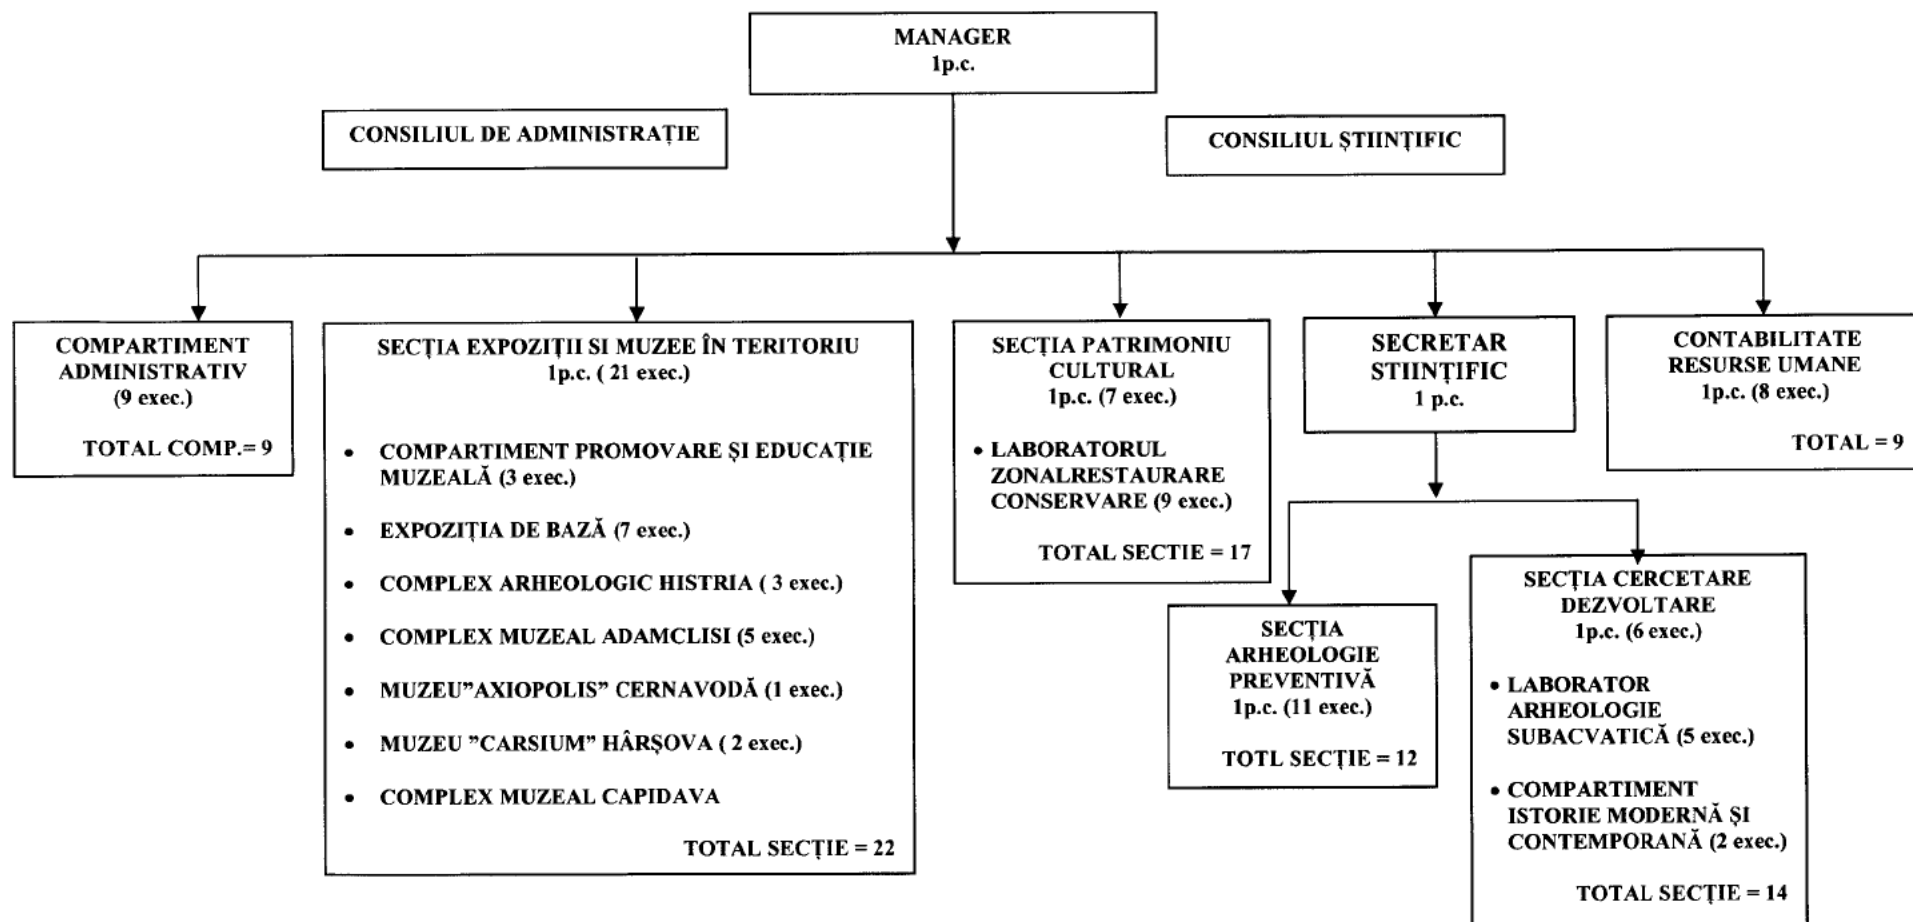 MANAGER
1p.c.
CONSILIUL DE ADMINISTRAȚIE
CONSILIUL ȘTIINȚIFIC
COMPARTIMENT
ADMINISTRATIV
(9 exec.)
TOTAL COMP.= 9
SECȚIA EXPOZIȚII SI MUZEE ÎN TERITORIU
1p.c. ( 21 exec.)
• COMPARTIMENT PROMOVARE ȘI EDUCAȚIE
MUZEALĂ (3 exec.)
• EXPOZIȚIA DE BAZĂ (7 exec.)
• COMPLEX ARHEOLOGIC HISTRIA ( 3 exec.)
• COMPLEX MUZEAL ADAMCLISI (5 exec.)
• MUZEU”AXIOPOLIS” CERNAVODĂ (1 exec.)
• MUZEU ”CARSIUM” HÂRȘOVA ( 2 exec.)
• COMPLEX MUZEAL CAPIDAVA
TOTAL SECȚIE = 22
SECȚIA PATRIMONIU
CULTURAL
1p.c. (7 exec.)
• LABORATORUL
ZONALRESTAURARE
CONSERVARE (9 exec.)
TOTAL SECTIE = 17
SECRETAR
STIINȚIFIC
1 p.c.
CONTABILITATE
RESURSE UMANE
1p.c. (8 exec.)
TOTAL = 9
SECȚIA
ARHEOLOGIE
PREVENTIVĂ
1p.c. (11 exec.)
TOTL SECȚIE = 12
SECȚIA CERCETARE
DEZVOLTARE
1p.c. (6 exec.)
• LABORATOR
ARHEOLOGIE
SUBACVATICĂ (5 exec.)
• COMPARTIMENT
ISTORIE MODERNĂ ȘI
CONTEMPORANĂ (2 exec.)
TOTAL SECȚIE = 14